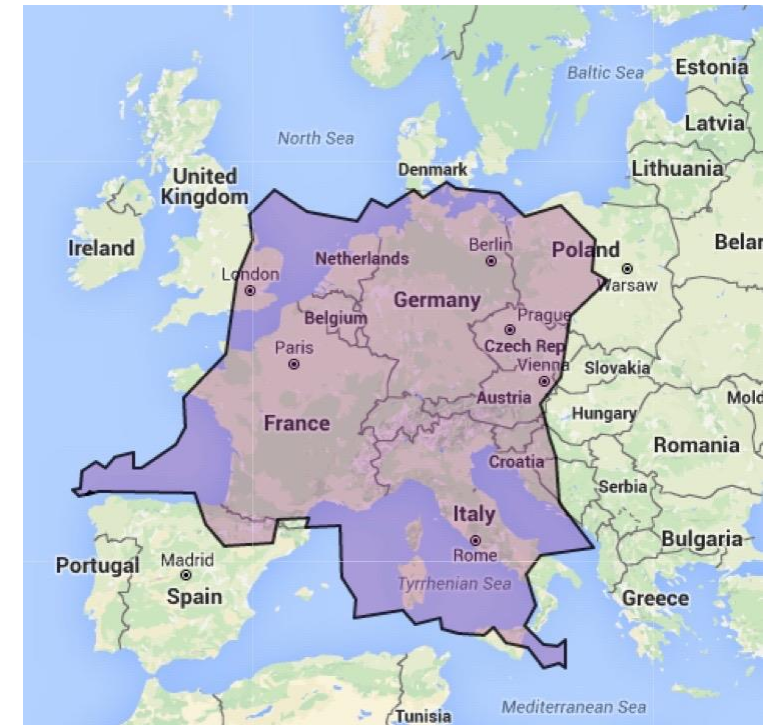 Baltic Sea
Estonia
Latvia
North Sea
Denmark
Lithuania
United
Kingdom
Ireland
Berlin
Poland
Belar
Netherlands
London
Warsaw
Germany
Belgium
Prague
Paris
Czech Rep
Vienna
Slovakia
Austria
Mold
Hungary
France
Romania
Croatia
Serbia
Italy
Rome
Bulgaria
Portugal
Madrid
Spain
Tyrrhenian Sea
Greece
Mediterranean Sea
Tunisia